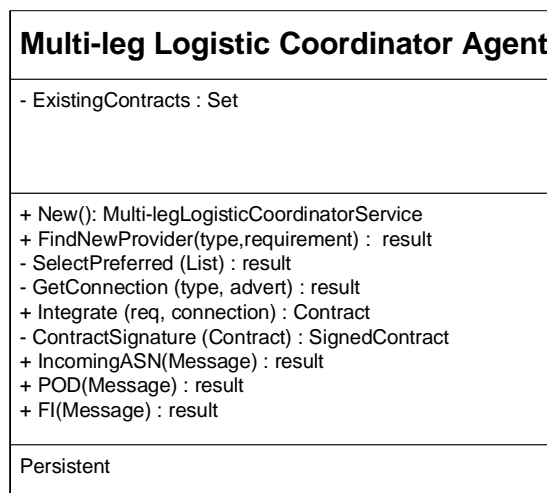 Multi-leg Logistic Coordinator Agent
- ExistingContracts : Set
+ New(): Multi-legLogisticCoordinatorService
+ FindNewProvider(type,requirement) :  result
- SelectPreferred (List) : result
- GetConnection (type, advert) : result
+ Integrate (req, connection) : Contract
- ContractSignature (Contract) : SignedContract
+ IncomingASN(Message) : result
+ POD(Message) : result
+ FI(Message) : result
Persistent